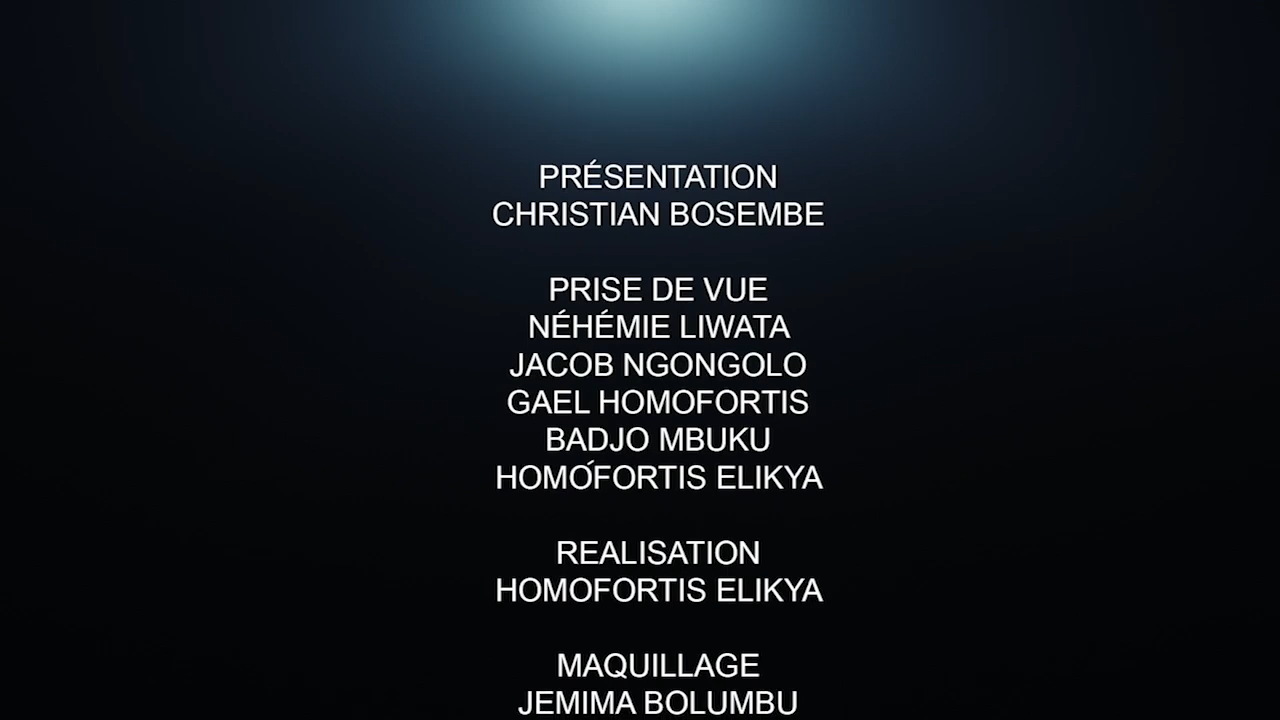 PRÉSENTATION
CHRISTIAN BOSEMBE
PRISE DE VUE
NÉHÉMIE LIWATA
JACOB NGONGOLO
GAEL HOMOFORTIS
BADJO MBUKU
HOMÓFORTIS ELIKYA
REALISATION
HOMOFORTIS ELIKYA
MAQUILLAGE
JEMIMA BOLUMBU